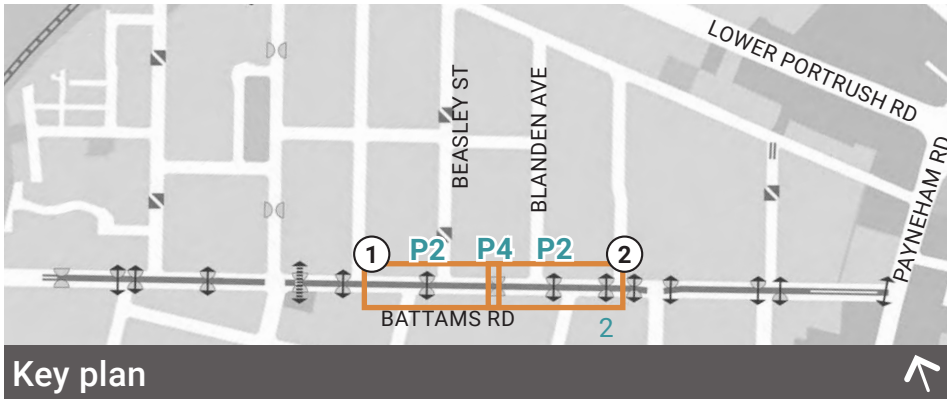 LOWER PORTRUSH RD
PAYNEHAM RD
BEASLEY ST
BLANDEN AVE
1 P2 P4 P2 2
BATTAMS RD
2
Key plan